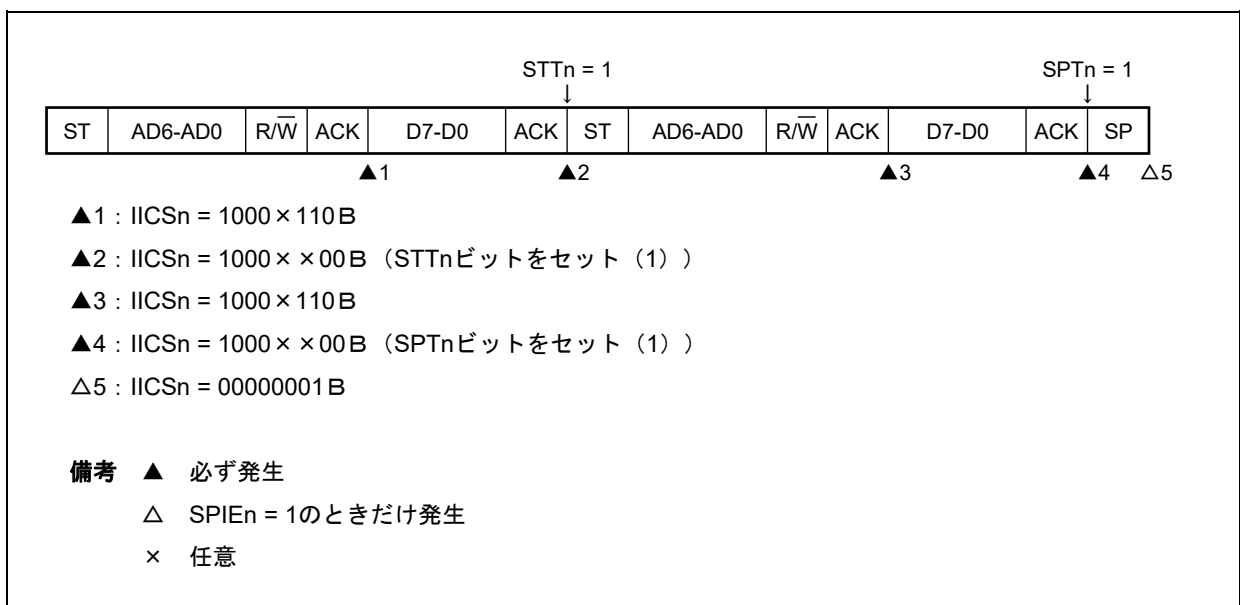 STTn = 1 SPTn = 1
↓ ↓
ST AD6-AD0 R/W̅ ACK D7-D0 ACK ST AD6-AD0 R/W̅ ACK D7-D0 ACK SP
▲1 ▲2 ▲3 ▲4 △5
▲1：IICSn = 1000×110B
▲2：IICSn = 1000××00B（STTnビットをセット（1））
▲3：IICSn = 1000×110B
▲4：IICSn = 1000××00B（SPTnビットをセット（1））
△5：IICSn = 00000001B
備考 ▲ 必ず発生
△ SPIEn = 1のときだけ発生
× 任意